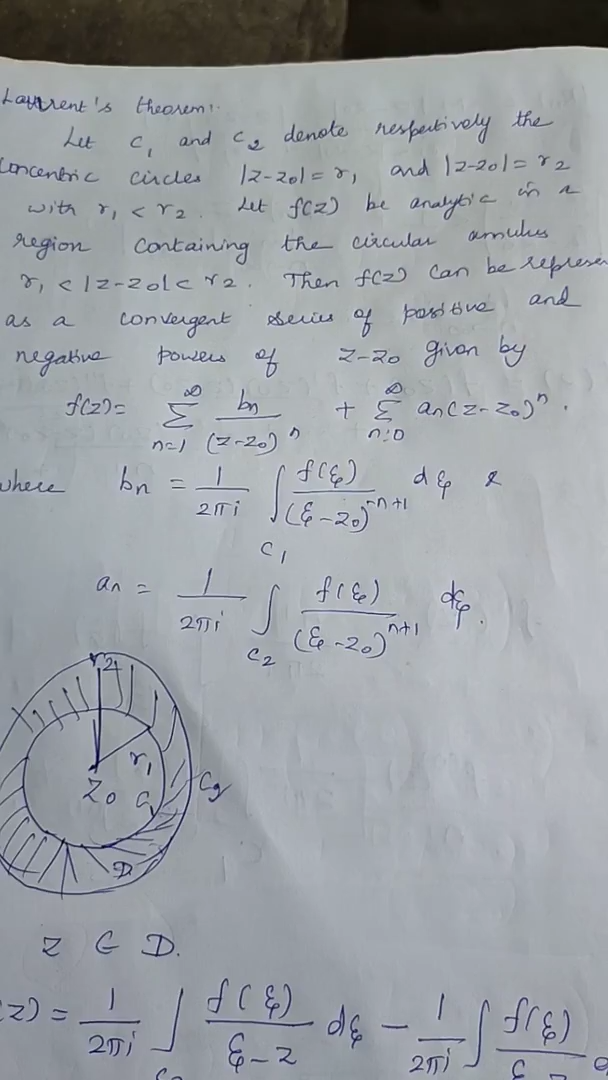 Laurrent's theorem:
Let c₁ and c₂ denote respectively the
concentric circles |z-z₀| = r₁ and |z-z₀| = r₂
with r₁ < r₂. Let f(z) be analytic in a
region containing the circular annulus
r₁ < |z-z₀| < r₂. Then f(z) can be represen
as a convergent series of positive and
negative powers of z-z₀ given by
f(z) = ∑_{n=1}^{∞} bn/(z-z₀)^n + ∑_{n=0}^{∞} an(z-z₀)^n.
where bn = 1/2πi ∫_{C₁} f(ξ)/(ξ-z₀)^{-n+1} dξ &
an = 1/2πi ∫_{C₂} f(ξ)/(ξ-z₀)^{n+1} dξ.
r₂
r₁
z₀ C₁ C₂
D
z ∈ D.
(z) = 1/2πi ∫ f(ξ)/ξ-z dξ - 1/2πi ∫ f(ξ)/ξ-z